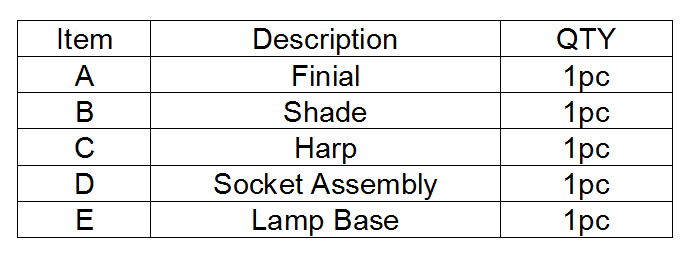 Item Description QTY
A Finial 1pc
B Shade 1pc
C Harp 1pc
D Socket Assembly 1pc
E Lamp Base 1pc